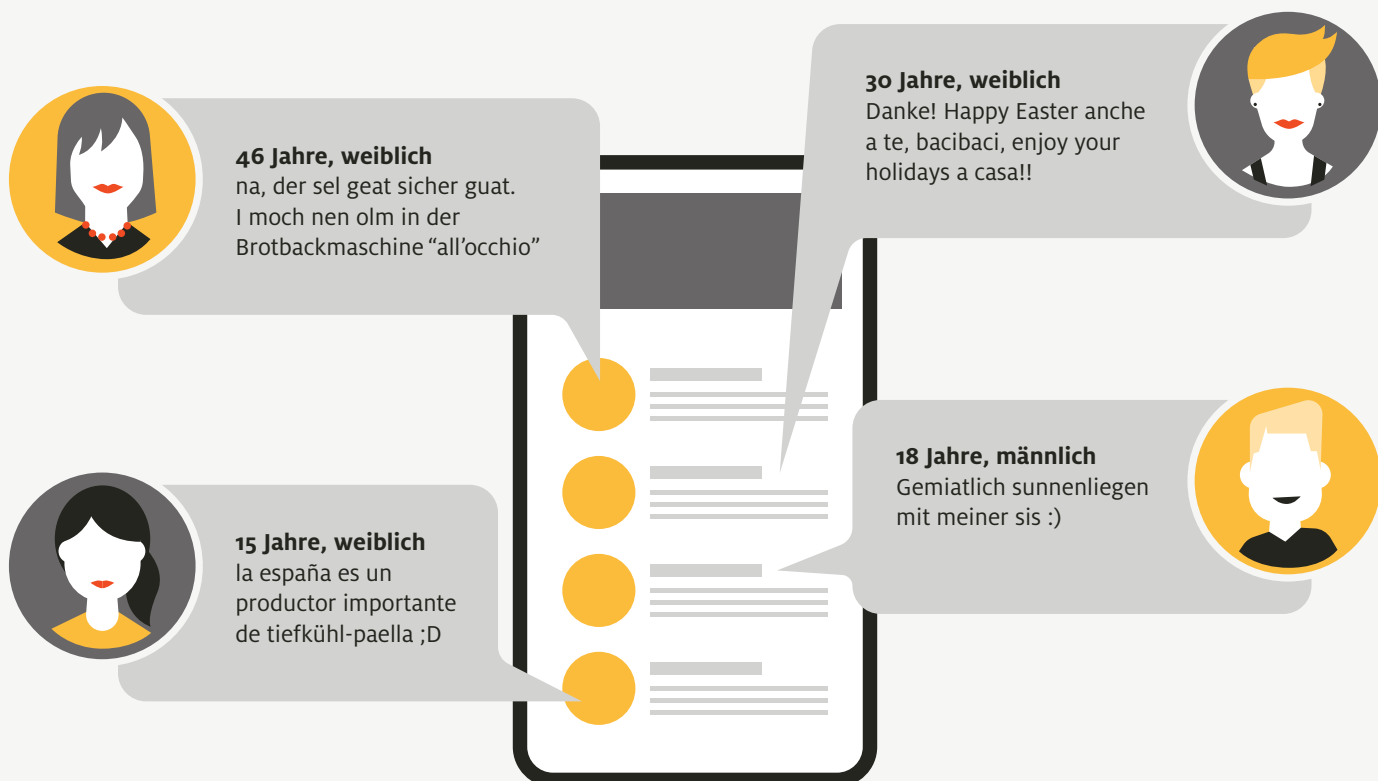 46 Jahre, weiblich
na, der sel geat sicher guat.
I moch nen olm in der
Brotbackmaschine “all’occhio”
30 Jahre, weiblich
Danke! Happy Easter anche
a te, bacibaci, enjoy your
holidays a casa!!
15 Jahre, weiblich
la españa es un
productor importante
de tiefkühl-paella ;D
18 Jahre, männlich
Gemiatlich sunnenliegen
mit meiner sis :)